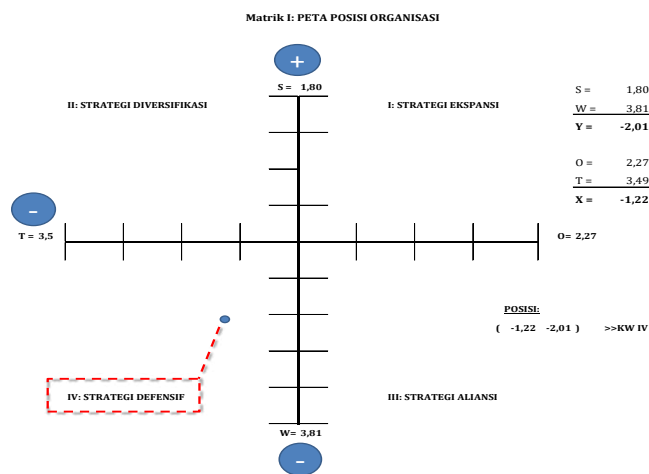 Matrik I: PETA POSISI ORGANISASI
+
S = 1,80
II: STRATEGI DIVERSIFIKASI
I: STRATEGI EKSPANSI
S = 1,80
W = 3,81
Y = -2,01
O = 2,27
T = 3,49
X = -1,22
–
T = 3,5
O= 2,27
POSISI:
( -1,22 -2,01 ) >>KW IV
IV: STRATEGI DEFENSIF
III: STRATEGI ALIANSI
W= 3,81
–